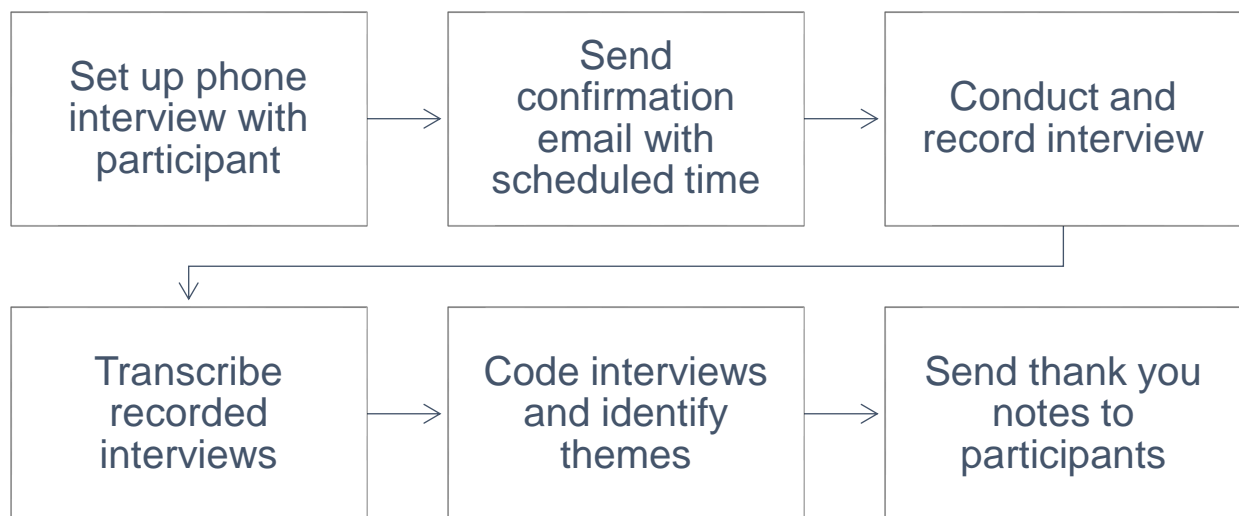 Set up phone
interview with
participant
Send
confirmation
email with
scheduled time
Conduct and
record interview
Transcribe
recorded
interviews
Code interviews
and identify
themes
Send thank you
notes to
participants